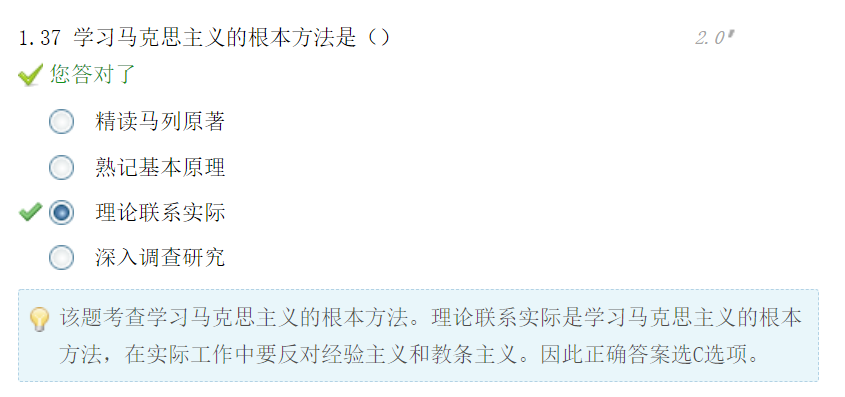 1.37 学习马克思主义的根本方法是（） 2.0'
您答对了
精读马列原著
熟记基本原理
理论联系实际
深入调查研究
该题考查学习马克思主义的根本方法。理论联系实际是学习马克思主义的根本
方法，在实际工作中要反对经验主义和教条主义。因此正确答案选C选项。